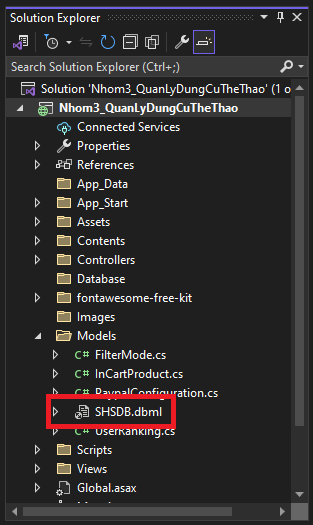 Solution Explorer
Search Solution Explorer (Ctrl+;)
Solution 'Nhom3_QuanLyDungCuTheThao' (1 o
Nhom3_QuanLyDungCuTheThao
Connected Services
Properties
References
App_Data
App_Start
Assets
Contents
Controllers
Database
fontawesome-free-kit
Images
Models
C# FilterMode.cs
C# InCartProduct.cs
C# PaypalConfiguration.cs
SHSDB.dbml
C# UserRanking.cs
Scripts
Views
Global.asax